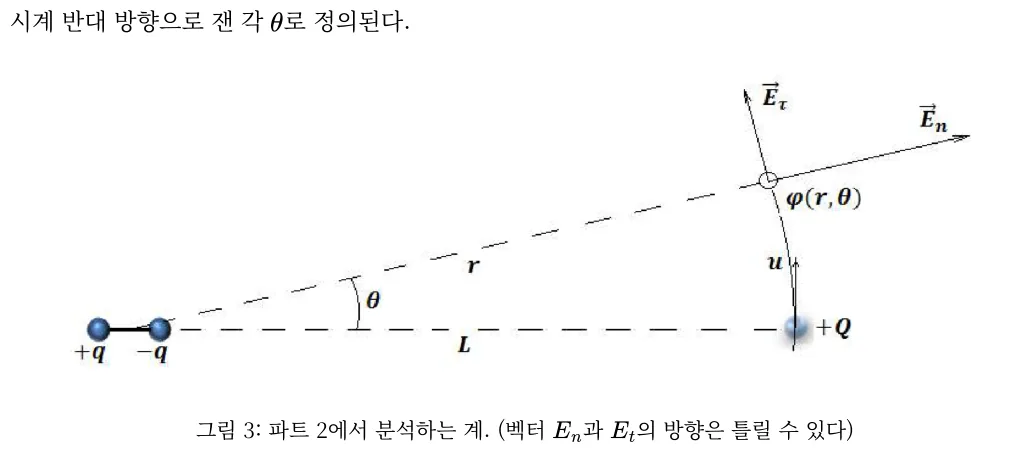 시계 반대 방향으로 잰 각 θ로 정의된다.
E⃗τ
E⃗n
φ(r,θ)
u
r
θ
+Q
L
+q
−q
그림 3: 파트 2에서 분석하는 계. (벡터 Eₙ과 Eₜ의 방향은 틀릴 수 있다)